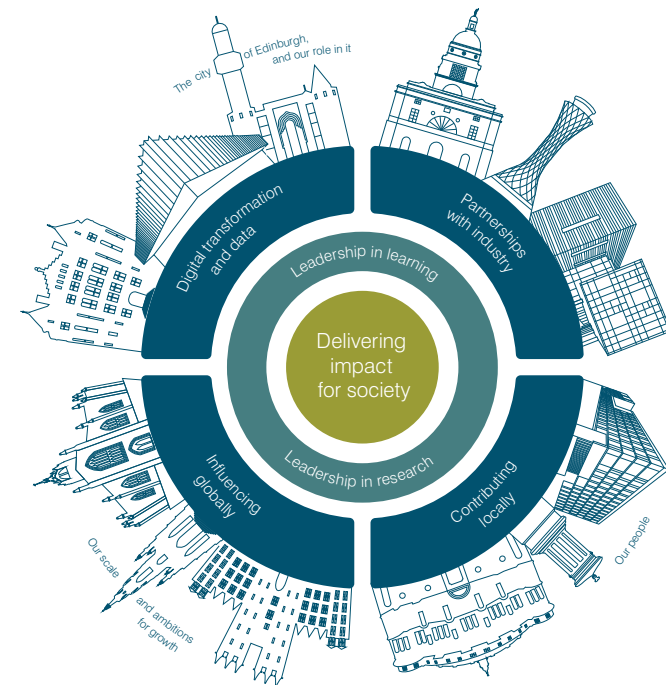 The city of Edinburgh,
and our role in it
Digital transformation
and data
Partnerships
with industry
Leadership in learning
Delivering
impact
for society
Leadership in research
Influencing
globally
Contributing
locally
Our scale
and ambitions
for growth
Our people